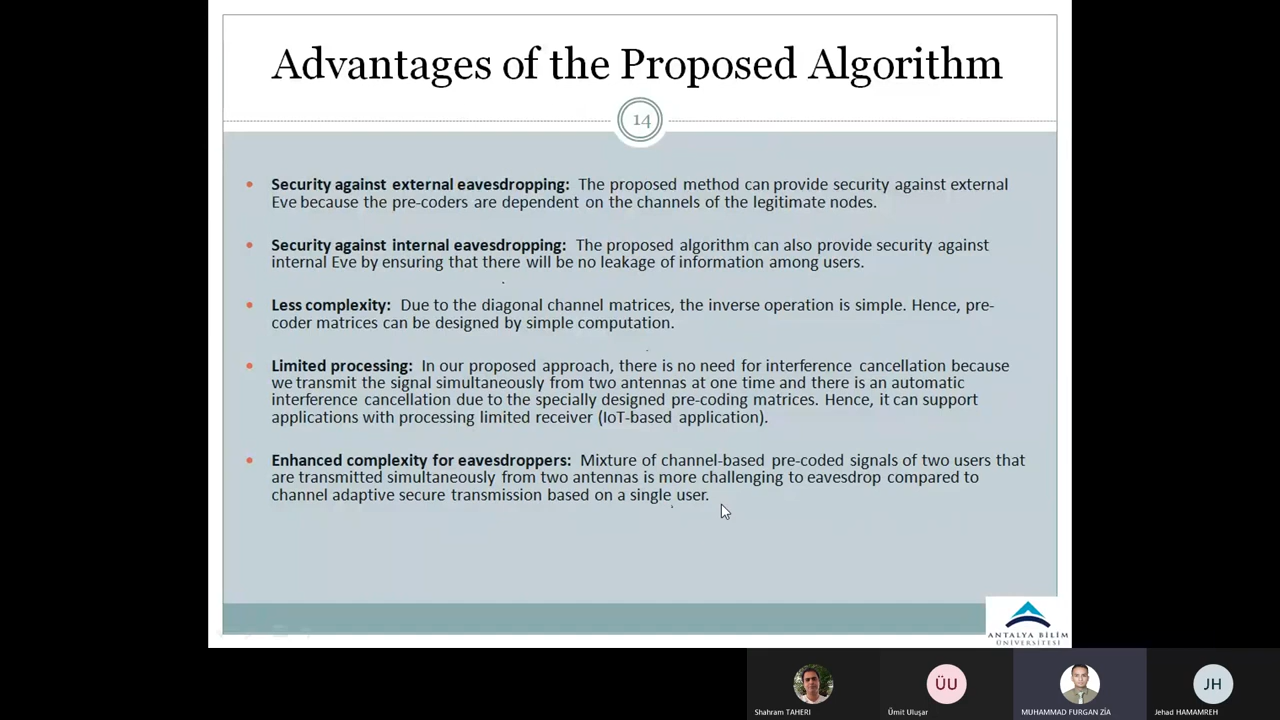 Advantages of the Proposed Algorithm
14
Security against external eavesdropping: The proposed method can provide security against external
Eve because the pre-coders are dependent on the channels of the legitimate nodes.
Security against internal eavesdropping: The proposed algorithm can also provide security against
internal Eve by ensuring that there will be no leakage of information among users.
Less complexity: Due to the diagonal channel matrices, the inverse operation is simple. Hence, pre-
coder matrices can be designed by simple computation.
Limited processing: In our proposed approach, there is no need for interference cancellation because
we transmit the signal simultaneously from two antennas at one time and there is an automatic
interference cancellation due to the specially designed pre-coding matrices. Hence, it can support
applications with processing limited receiver (IoT-based application).
Enhanced complexity for eavesdroppers: Mixture of channel-based pre-coded signals of two users that
are transmitted simultaneously from two antennas is more challenging to eavesdrop compared to
channel adaptive secure transmission based on a single user.
ANTALYA BİLİM
ÜNİVERSİTESİ
ÜU
JH
Shahram TAHERI
Ümit Uluşar
MUHAMMAD FURGAN ZİA
Jehad HAMAMREH